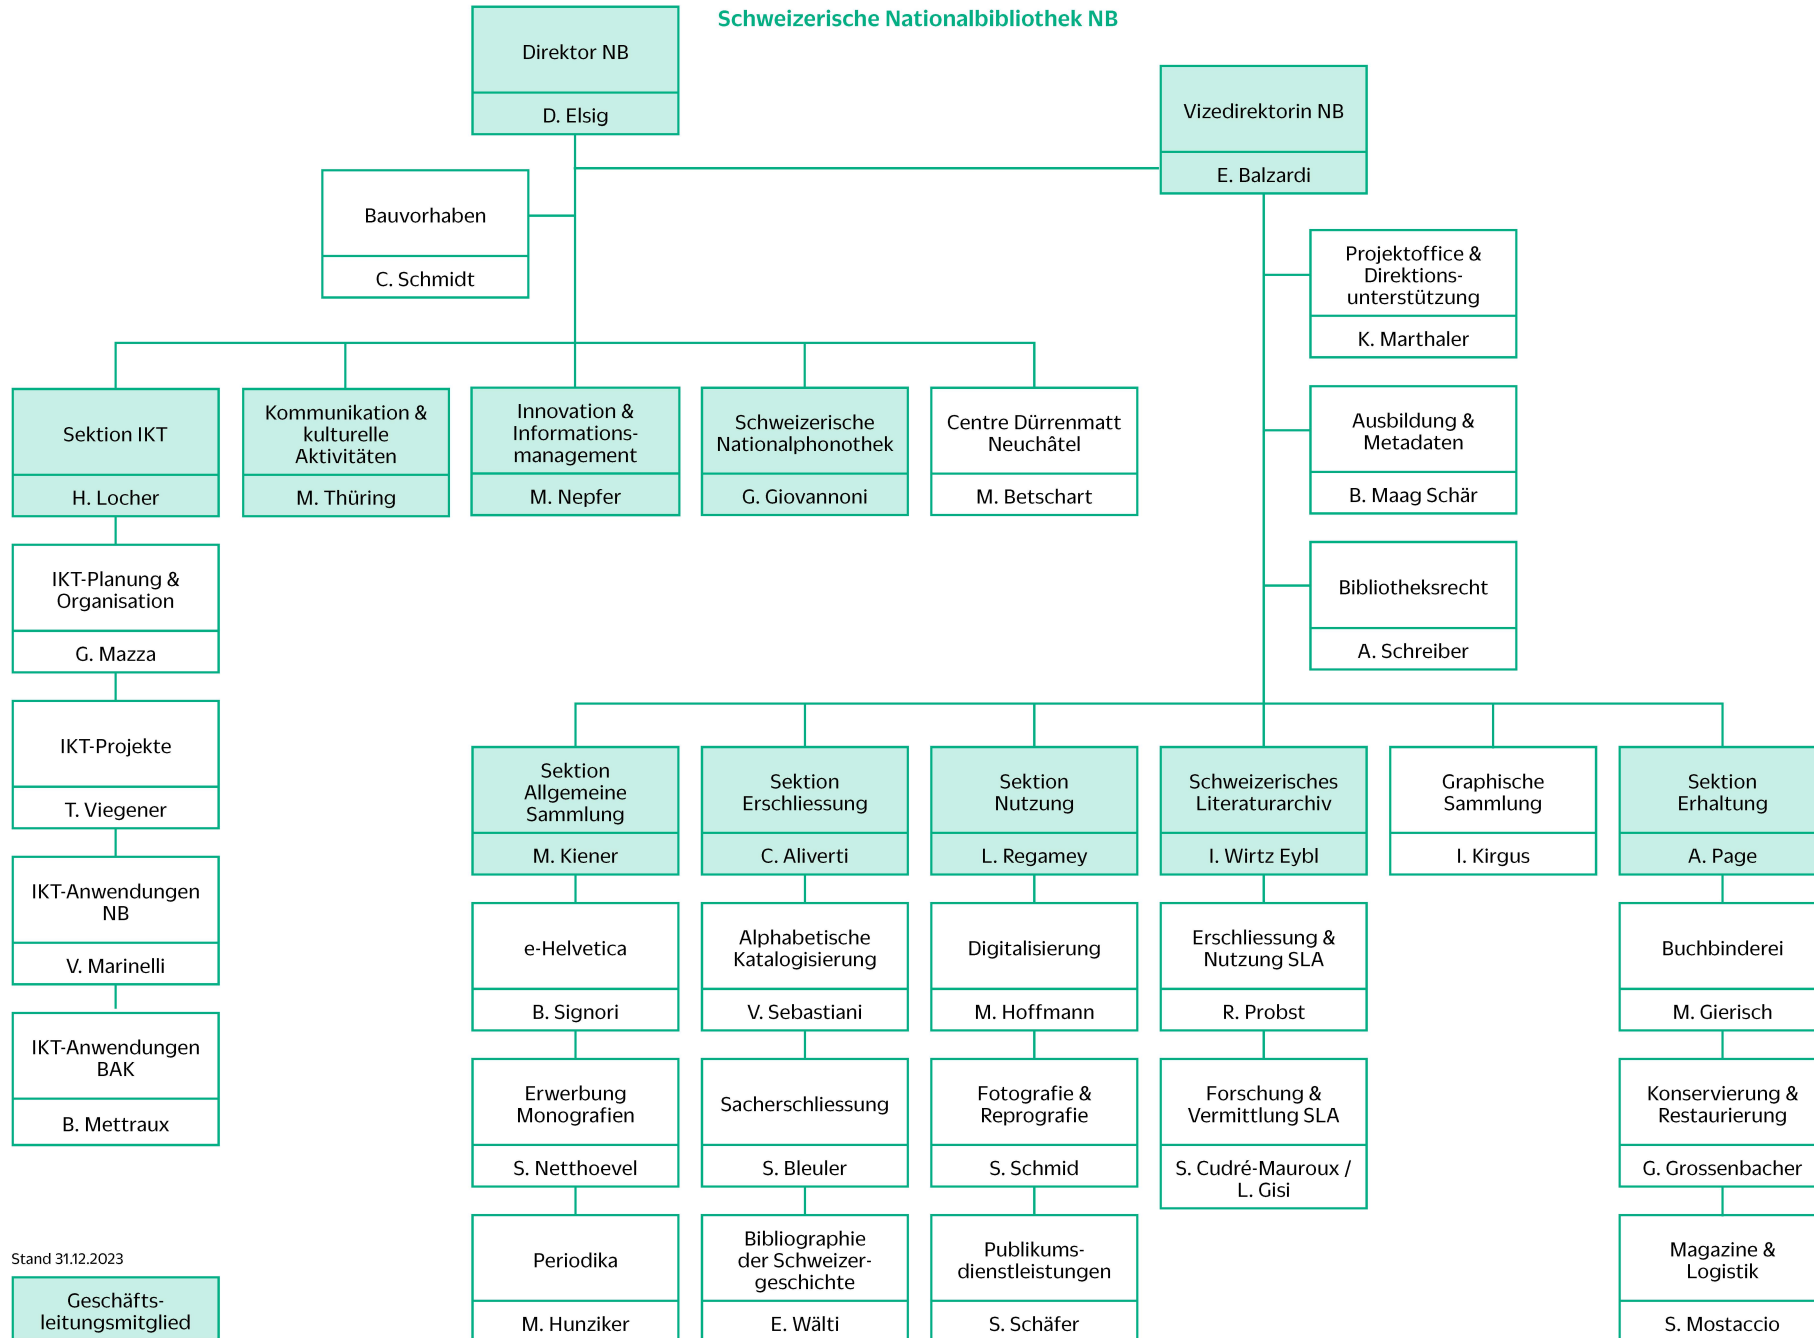 Schweizerische Nationalbibliothek NB
Direktor NB
D. Elsig
Vizedirektorin NB
E. Balzardi
Bauvorhaben
C. Schmidt
Projektoffice &
Direktions-
unterstützung
K. Marthaler
Ausbildung &
Metadaten
B. Maag Schär
Bibliotheksrecht
A. Schreiber
Sektion IKT
H. Locher
Kommunikation &
kulturelle
Aktivitäten
M. Thüring
Innovation &
Informations-
management
M. Nepfer
Schweizerische
Nationalphonothek
G. Giovannoni
Centre Dürrenmatt
Neuchâtel
M. Betschart
IKT-Planung &
Organisation
G. Mazza
IKT-Projekte
T. Viegener
IKT-Anwendungen
NB
V. Marinelli
IKT-Anwendungen
BAK
B. Mettraux
Sektion
Allgemeine
Sammlung
M. Kiener
e-Helvetica
B. Signori
Erwerbung
Monografien
S. Netthoevel
Periodika
M. Hunziker
Sektion
Erschliessung
C. Aliverti
Alphabetische
Katalogisierung
V. Sebastiani
Sacherschliessung
S. Bleuler
Bibliographie
der Schweizer-
geschichte
E. Wälti
Sektion
Nutzung
L. Regamey
Digitalisierung
M. Hoffmann
Fotografie &
Reprografie
S. Schmid
Publikums-
dienstleistungen
S. Schäfer
Schweizerisches
Literaturarchiv
I. Wirtz Eybl
Erschliessung &
Nutzung SLA
R. Probst
Forschung &
Vermittlung SLA
S. Cudré-Mauroux /
L. Gisi
Graphische
Sammlung
I. Kirgus
Sektion
Erhaltung
A. Page
Buchbinderei
M. Gierisch
Konservierung &
Restaurierung
G. Grossenbacher
Magazine &
Logistik
S. Mostaccio
Stand 31.12.2023
Geschäfts-
leitungsmitglied